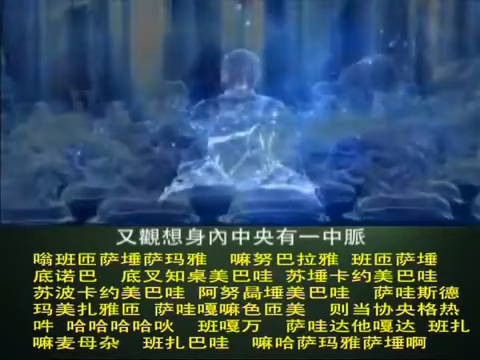 又觀想身內中央有一中脈
嗡班匝萨埵萨玛雅　嘛努巴拉雅 班匝萨埵
底诺巴　底叉知桌美巴哇 苏埵卡约美巴哇
苏波卡约美巴哇 阿努晶埵美巴哇　萨哇斯德
玛美扎雅匝 萨哇嘎嘛色匝美　则当协央格热
吽 哈哈哈哈㕸　班嘎万　萨哇达他嘎达 班扎
嘛麦母杂　班扎巴哇　嘛哈萨玛雅萨埵啊